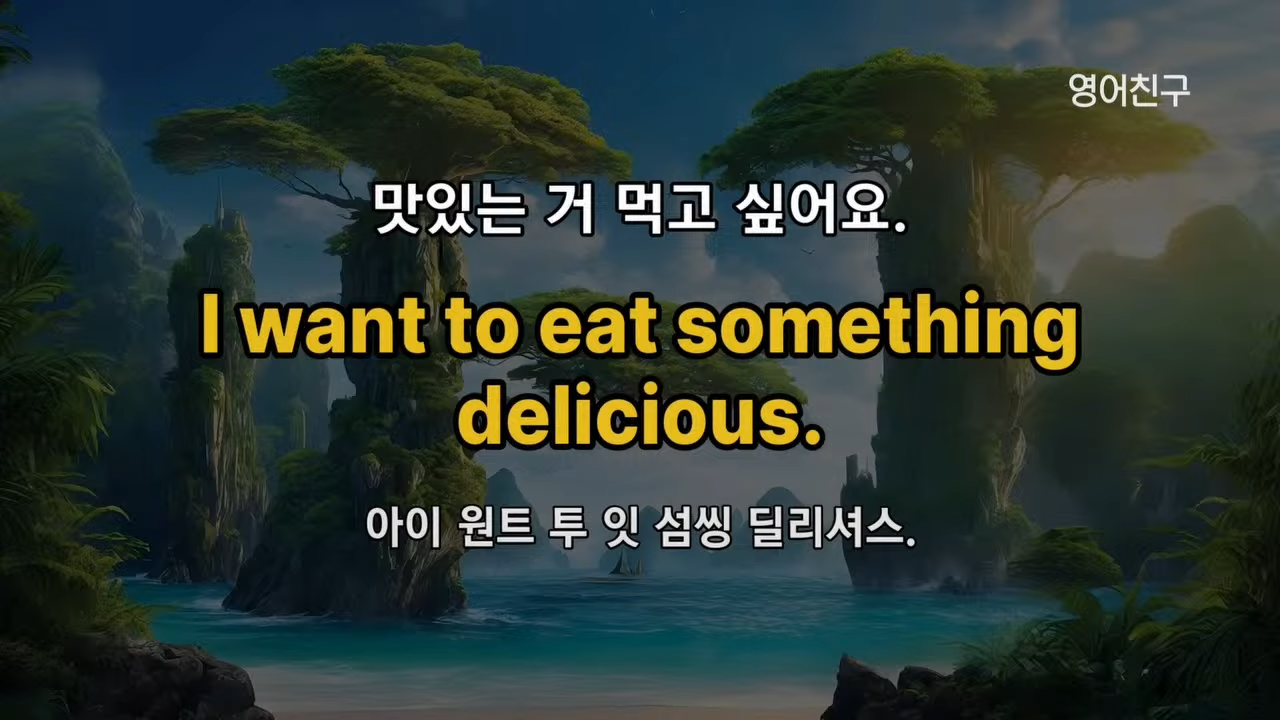 영어친구
맛있는 거 먹고 싶어요.
I want to eat something
delicious.
아이 원트 투 잇 섬씽 딜리셔스.